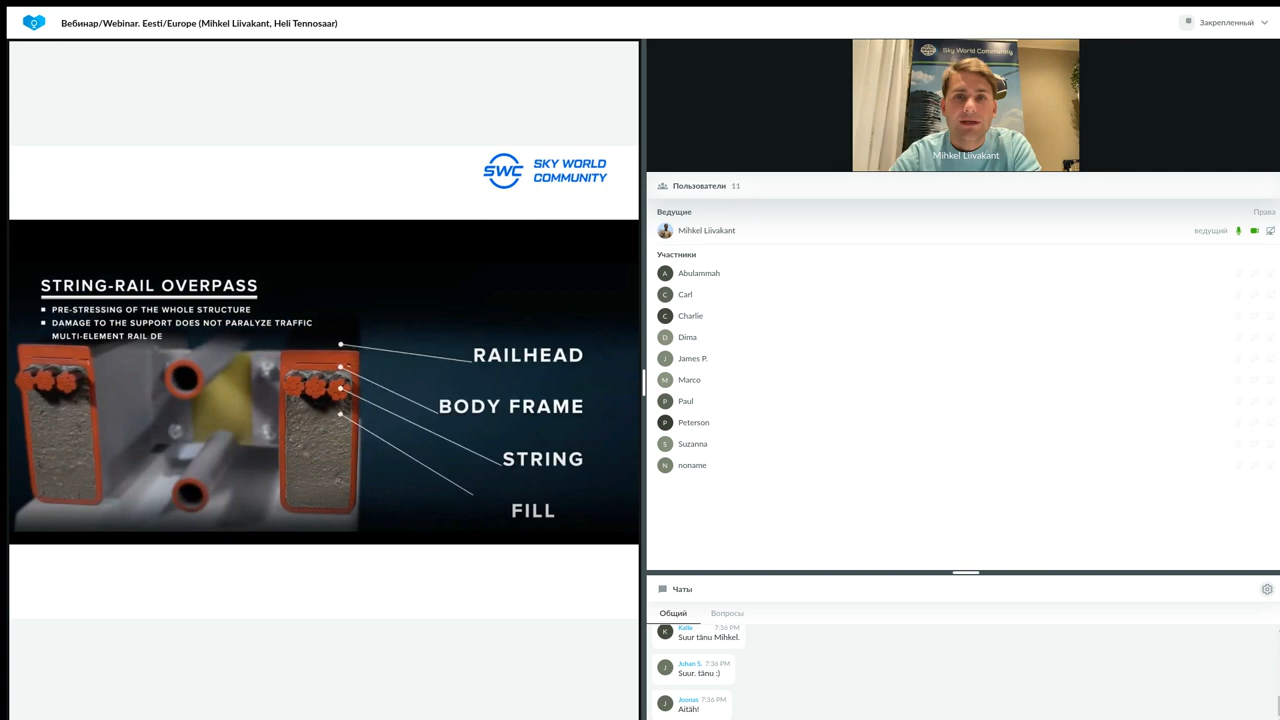 Вебинар/Webinar. Eesti/Europe (Mihkel Liivakant, Heli Tennosaar)
Закрепленный
SWC SKY WORLD
COMMUNITY
STRING-RAIL OVERPASS
PRE-STRESSING OF THE WHOLE STRUCTURE
DAMAGE TO THE SUPPORT DOES NOT PARALYZE TRAFFIC
MULTI-ELEMENT RAIL DE
RAILHEAD
BODY FRAME
STRING
FILL
Sky World Community
Mihkel Liivakant
Пользователи 11
Ведущие Права
Mihkel Liivakant ведущий
Участники
A Abulammah
C Carl
C Charlie
D Dima
J James P.
M Marco
P Paul
P Peterson
S Suzanna
N noname
Чаты
Общий Вопросы
K Kalle 7:36 PM
Suur tänu Mihkel.
J Juhan S. 7:36 PM
Suur. tänu :)
J Joonas 7:36 PM
Aitäh!